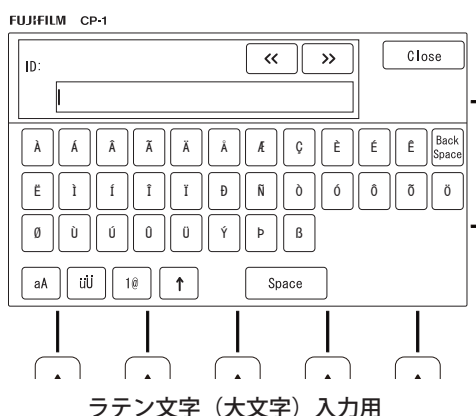 FUJIFILM CP-1
ID: << >> Close
À Á Â Ã Ä Å Æ Ç È É Ê Back Space
Ë Ì Í Î Ï Ð Ñ Ò Ó Ô Õ Ö
Ø Ù Ú Û Ü Ý Þ ß
aA üÜ 1@ ↑ Space
ラテン文字（大文字）入力用